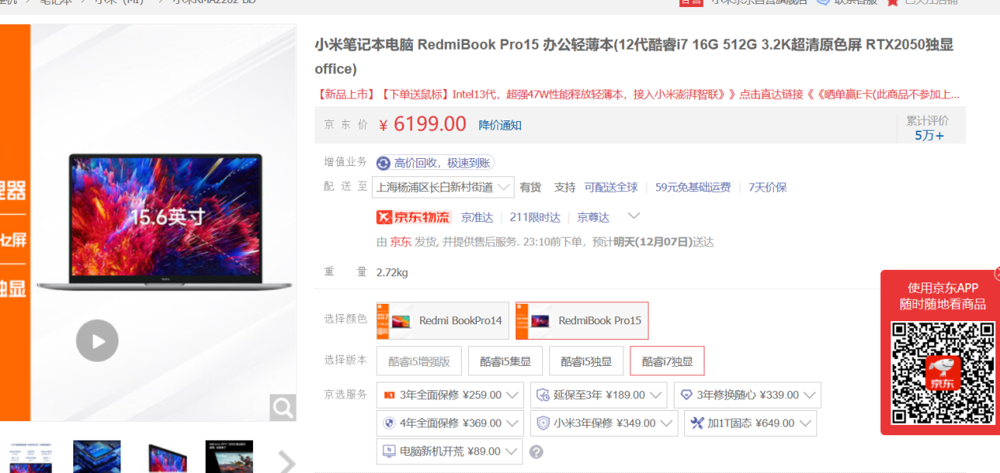 笔记本 > 小米（MI） > 小米XMA2202-BD
自营 小米京东自营旗舰店 联系客服 已关注店铺
小米笔记本电脑 RedmiBook Pro15 办公轻薄本(12代酷睿i7 16G 512G 3.2K超清原色屏 RTX2050独显
office)
【新品上市】【下单送鼠标】Intel13代，超强47W性能释放轻薄本，接入小米澎湃智联》》点击直达链接《《晒单赢E卡(此商品不参加上...
京东价 ¥ 6199.00 降价通知
累计评价
5万+
增值业务 高价回收，极速到账
配送至 上海杨浦区长白新村街道 有货 支持 可配送全球 59元免基础运费 7天价保
京东物流 京准达 211限时达 京尊达
由 京东 发货, 并提供售后服务. 23:10前下单，预计明天(12月07日)送达
重量 2.72kg
理器
Hz屏
独显
15.6英寸
选择颜色 Redmi BookPro14 RedmiBook Pro15
选择版本 酷睿i5增强版 酷睿i5集显 酷睿i5独显 酷睿i7独显
京选服务 3年全面保修 ¥259.00 延保至3年 ¥189.00 3年修换随心 ¥339.00
4年全面保修 ¥369.00 小米3年保修 ¥349.00 加1T固态 ¥649.00
电脑新机开荒 ¥89.00
使用京东APP
随时随地看商品
京东